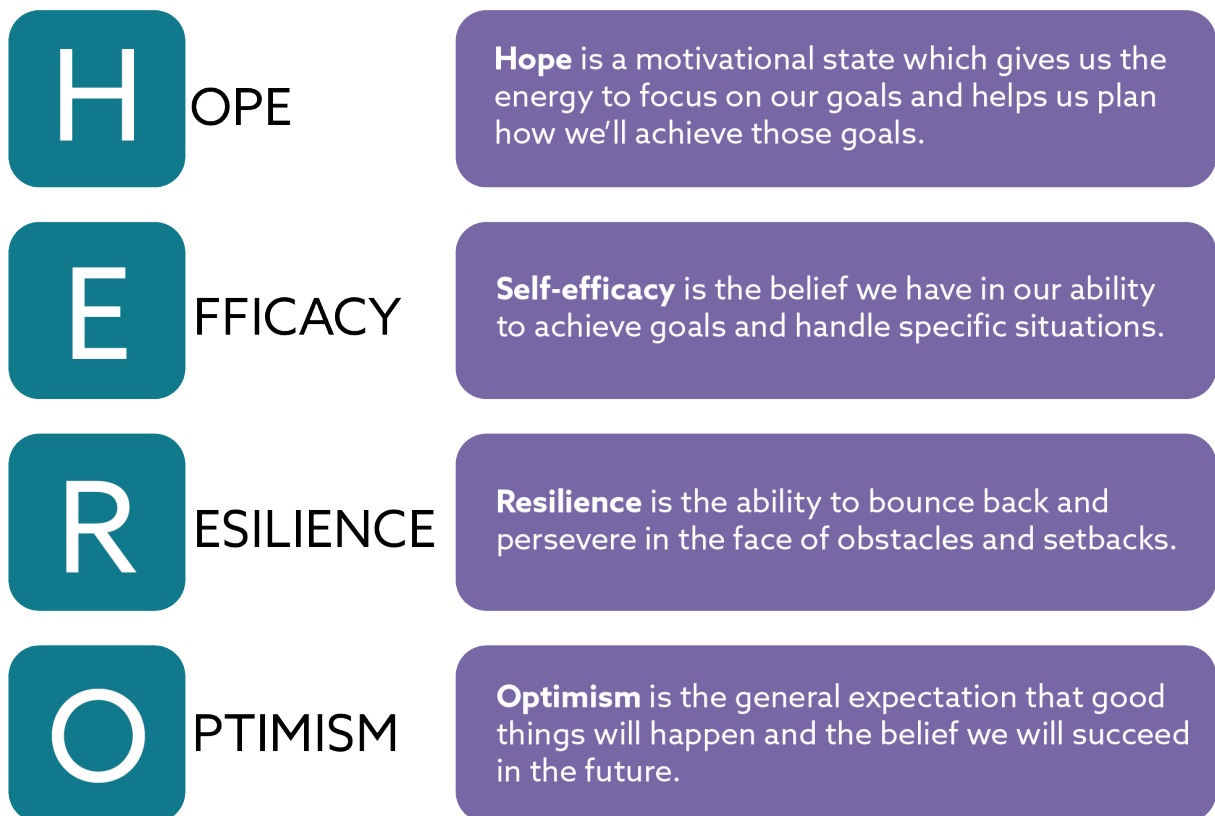 HOPE
Hope is a motivational state which gives us the
energy to focus on our goals and helps us plan
how we’ll achieve those goals.
EFFICACY
Self-efficacy is the belief we have in our ability
to achieve goals and handle specific situations.
RESILIENCE
Resilience is the ability to bounce back and
persevere in the face of obstacles and setbacks.
OPTIMISM
Optimism is the general expectation that good
things will happen and the belief we will succeed
in the future.